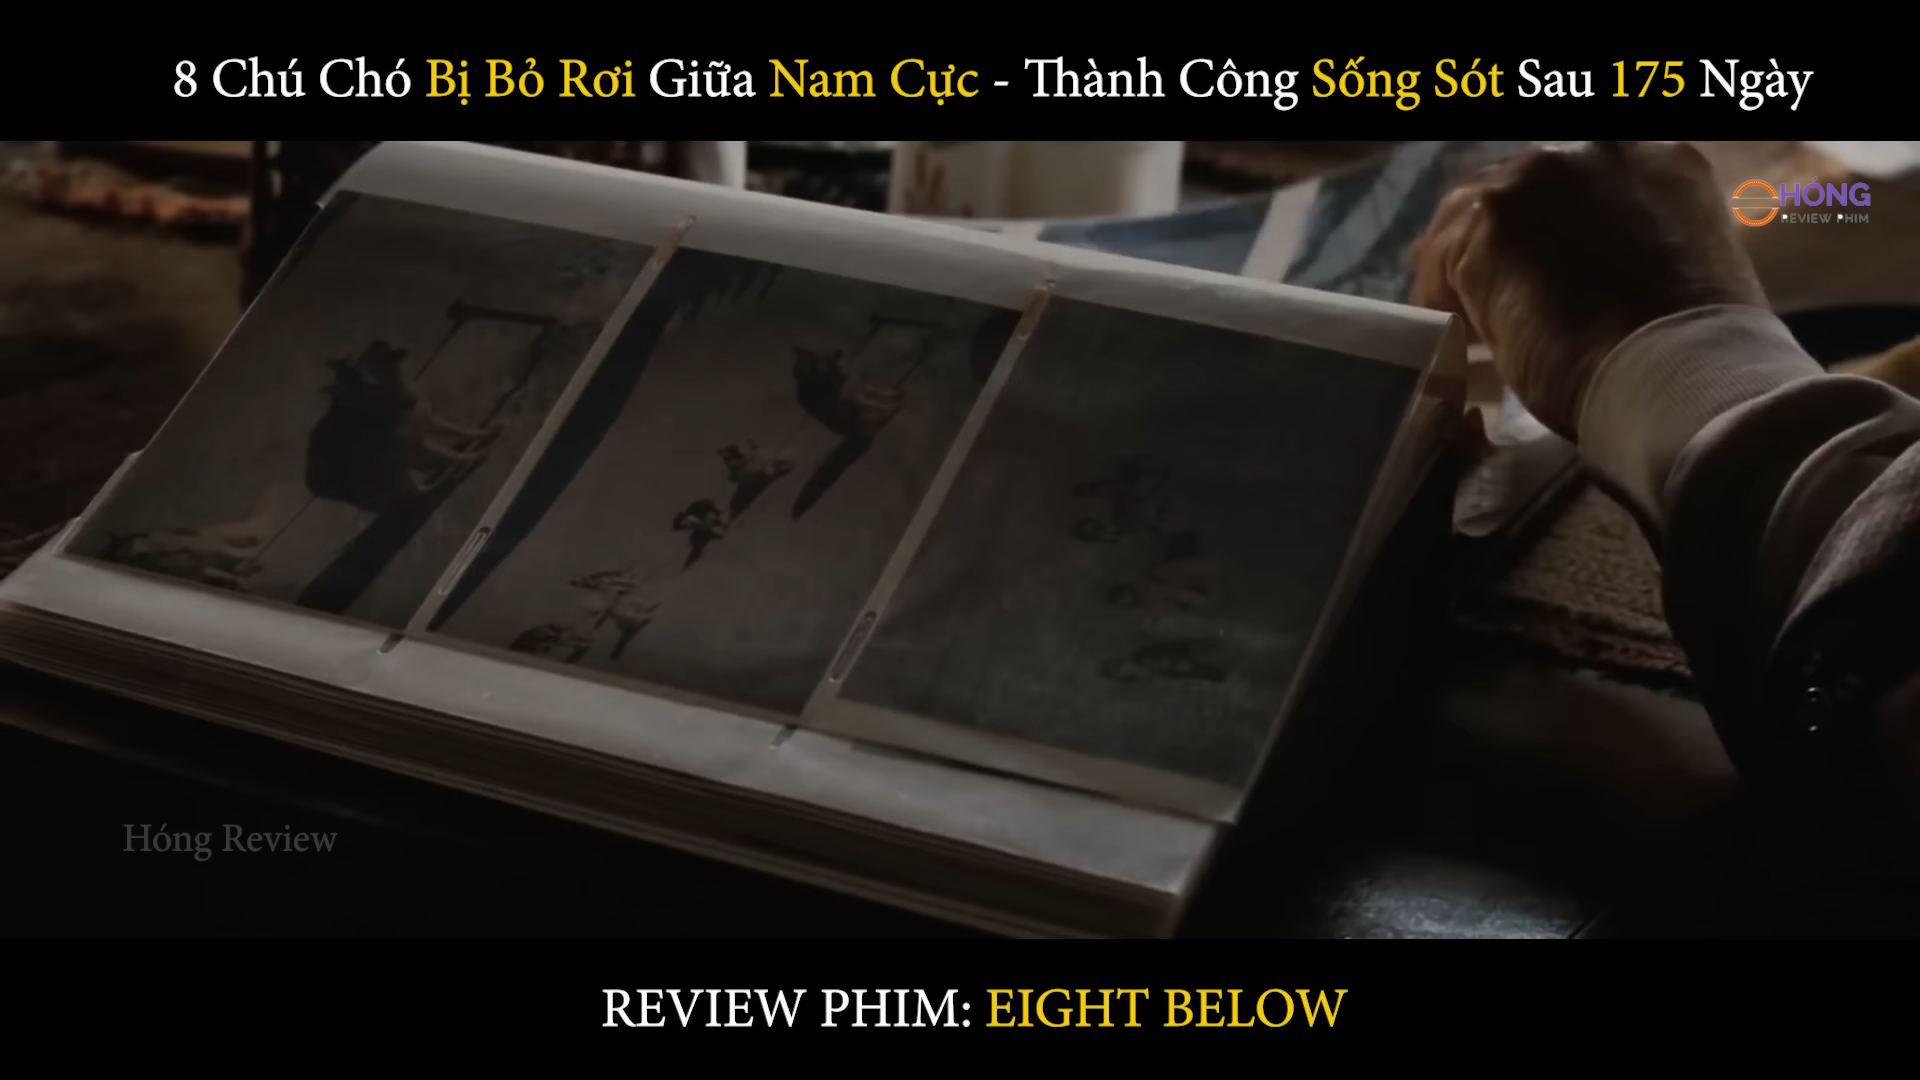 8 Chú Chó Bị Bỏ Rơi Giữa Nam Cực - Thành Công Sống Sót Sau 175 Ngày
HÓNG
REVIEW PHIM
Hóng Review
REVIEW PHIM: EIGHT BELOW